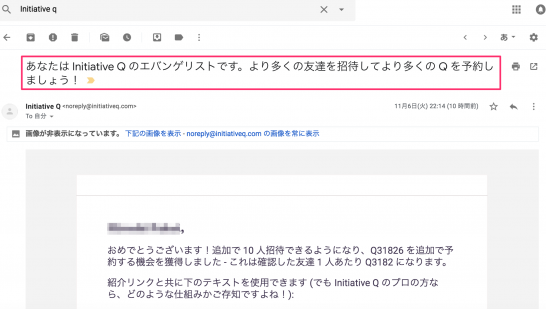 Initiative q
あなたは Initiative Q のエバンゲリストです。より多くの友達を招待してより多くの Q を予約し
ましょう！
Initiative Q <noreply@initiativeq.com>
11月6日(火) 22:14 (10 時間前)
To 自分
画像が非表示になっています。 下記の画像を表示 - noreply@initiativeq.com の画像を常に表示
おめでとうございます！追加で 10 人招待できるようになり、Q31826 を追加で予
約する機会を獲得しました - これは確認した友達 1 人あたり Q3182 になります。
紹介リンクと共に下のテキストを使用できます (でも Initiative Q のプロの方な
ら、どのような仕組みかご存知ですよね！):